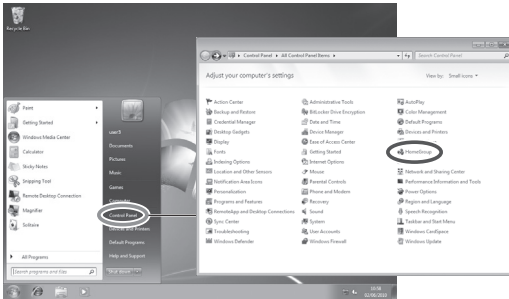 Recycle Bin
Control Panel
All Control Panel Items
Search Control Panel
Adjust your computer's settings
View by: Small icons
Action Center
Administrative Tools
AutoPlay
Backup and Restore
BitLocker Drive Encryption
Color Management
Credential Manager
Date and Time
Default Programs
Desktop Gadgets
Device Manager
Devices and Printers
Display
Ease of Access Center
Fonts
Getting Started
HomeGroup
Indexing Options
Internet Options
Location and Other Sensors
Mouse
Network and Sharing Center
Notification Area Icons
Parental Controls
Performance Information and Tools
Personalization
Phone and Modem
Power Options
Programs and Features
Recovery
Region and Language
RemoteApp and Desktop Connections
Sound
Speech Recognition
Sync Center
System
Taskbar and Start Menu
Troubleshooting
User Accounts
Windows CardSpace
Windows Defender
Windows Firewall
Windows Update
Paint
Getting Started
Windows Media Center
Calculator
Sticky Notes
Snipping Tool
Remote Desktop Connection
Magnifier
Solitaire
All Programs
Search programs and files
user5
Documents
Pictures
Music
Games
Computer
Control Panel
Devices and Printers
Default Programs
Help and Support
Shut down
10:56
02/06/2010